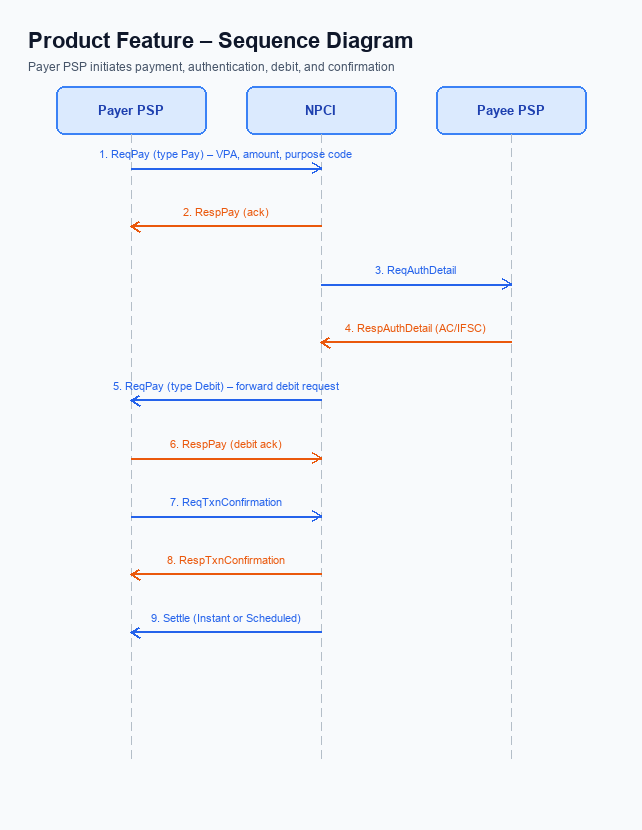 Product Feature – Sequence Diagram
Payer PSP initiates payment, authentication, debit, and confirmation
Payer PSP
NPCI
Payee PSP
1. ReqPay (type Pay) – VPA, amount, purpose code
2. RespPay (ack)
3. ReqAuthDetail
4. RespAuthDetail (AC/IFSC)
5. ReqPay (type Debit) – forward debit request
6. RespPay (debit ack)
7. ReqTxnConfirmation
8. RespTxnConfirmation
9. Settle (Instant or Scheduled)